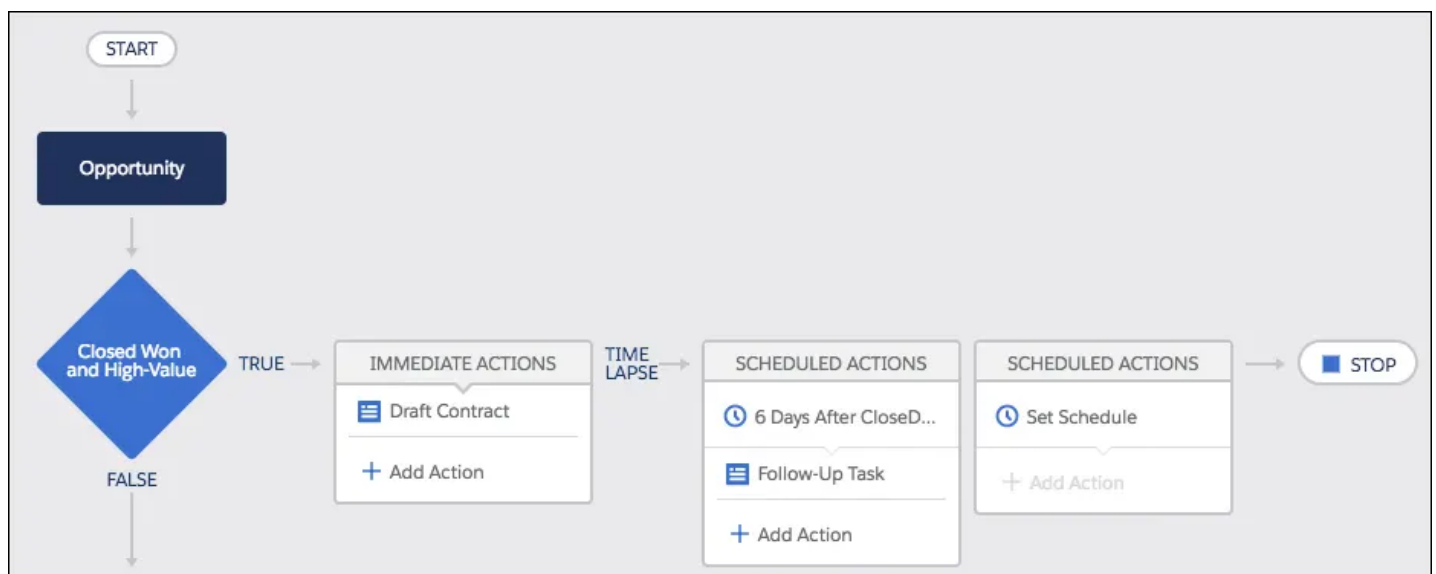 START
Opportunity
Closed Won
and High-Value
TRUE
FALSE
IMMEDIATE ACTIONS
Draft Contract
Add Action
TIME
LAPSE
SCHEDULED ACTIONS
6 Days After CloseD...
Follow-Up Task
Add Action
SCHEDULED ACTIONS
Set Schedule
Add Action
STOP